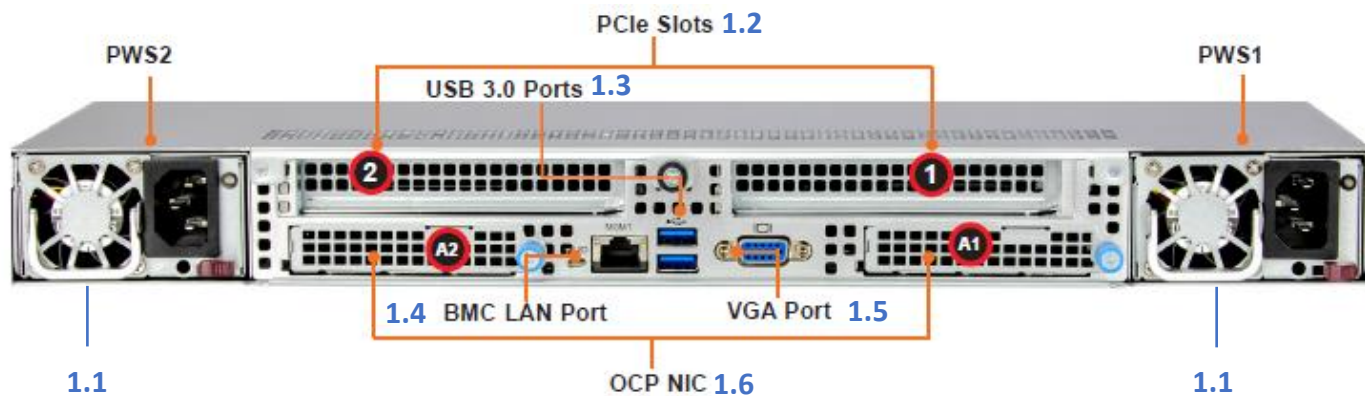 PCIe Slots 1.2
PWS2
PWS1
USB 3.0 Ports 1.3
2
1
MGMT
A2
A1
1.4 BMC LAN Port
VGA Port 1.5
1.1
OCP NIC 1.6
1.1